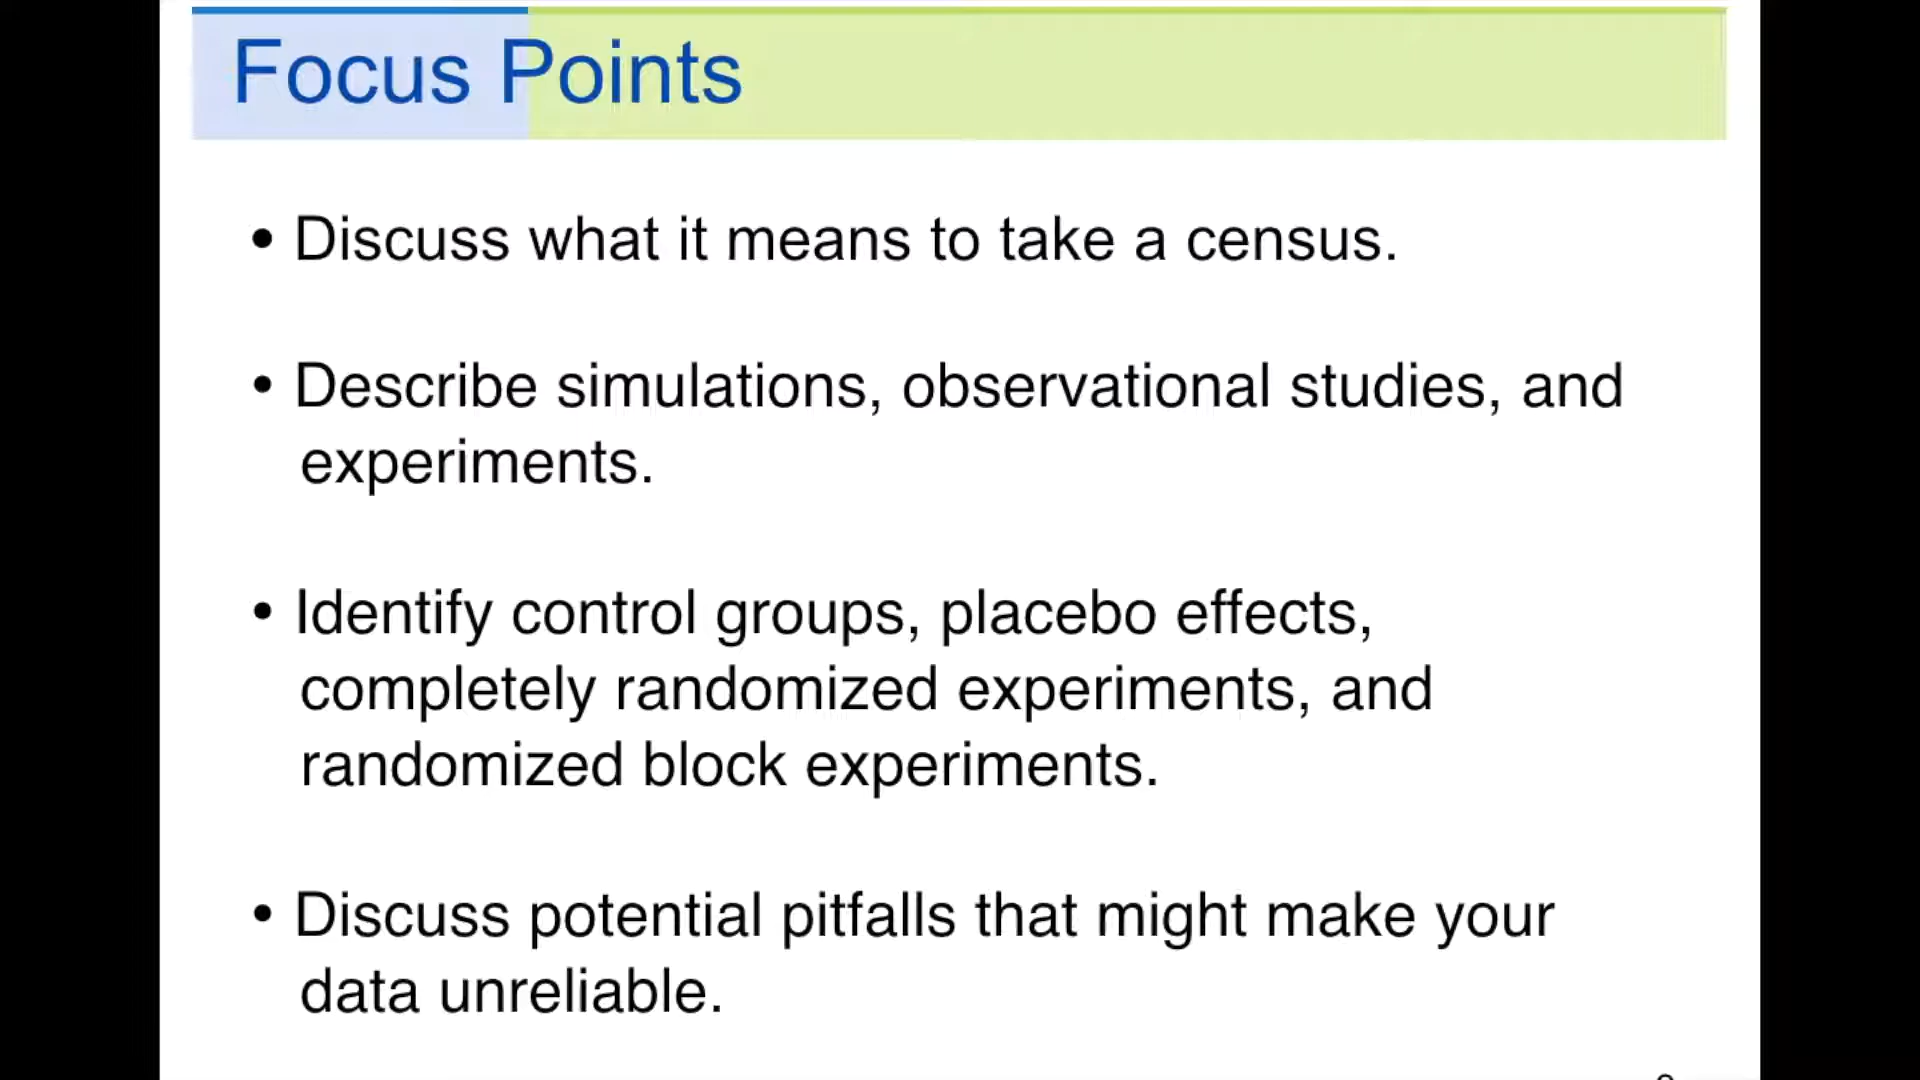 Focus Points
• Discuss what it means to take a census.
• Describe simulations, observational studies, and
experiments.
• Identify control groups, placebo effects,
completely randomized experiments, and
randomized block experiments.
• Discuss potential pitfalls that might make your
data unreliable.